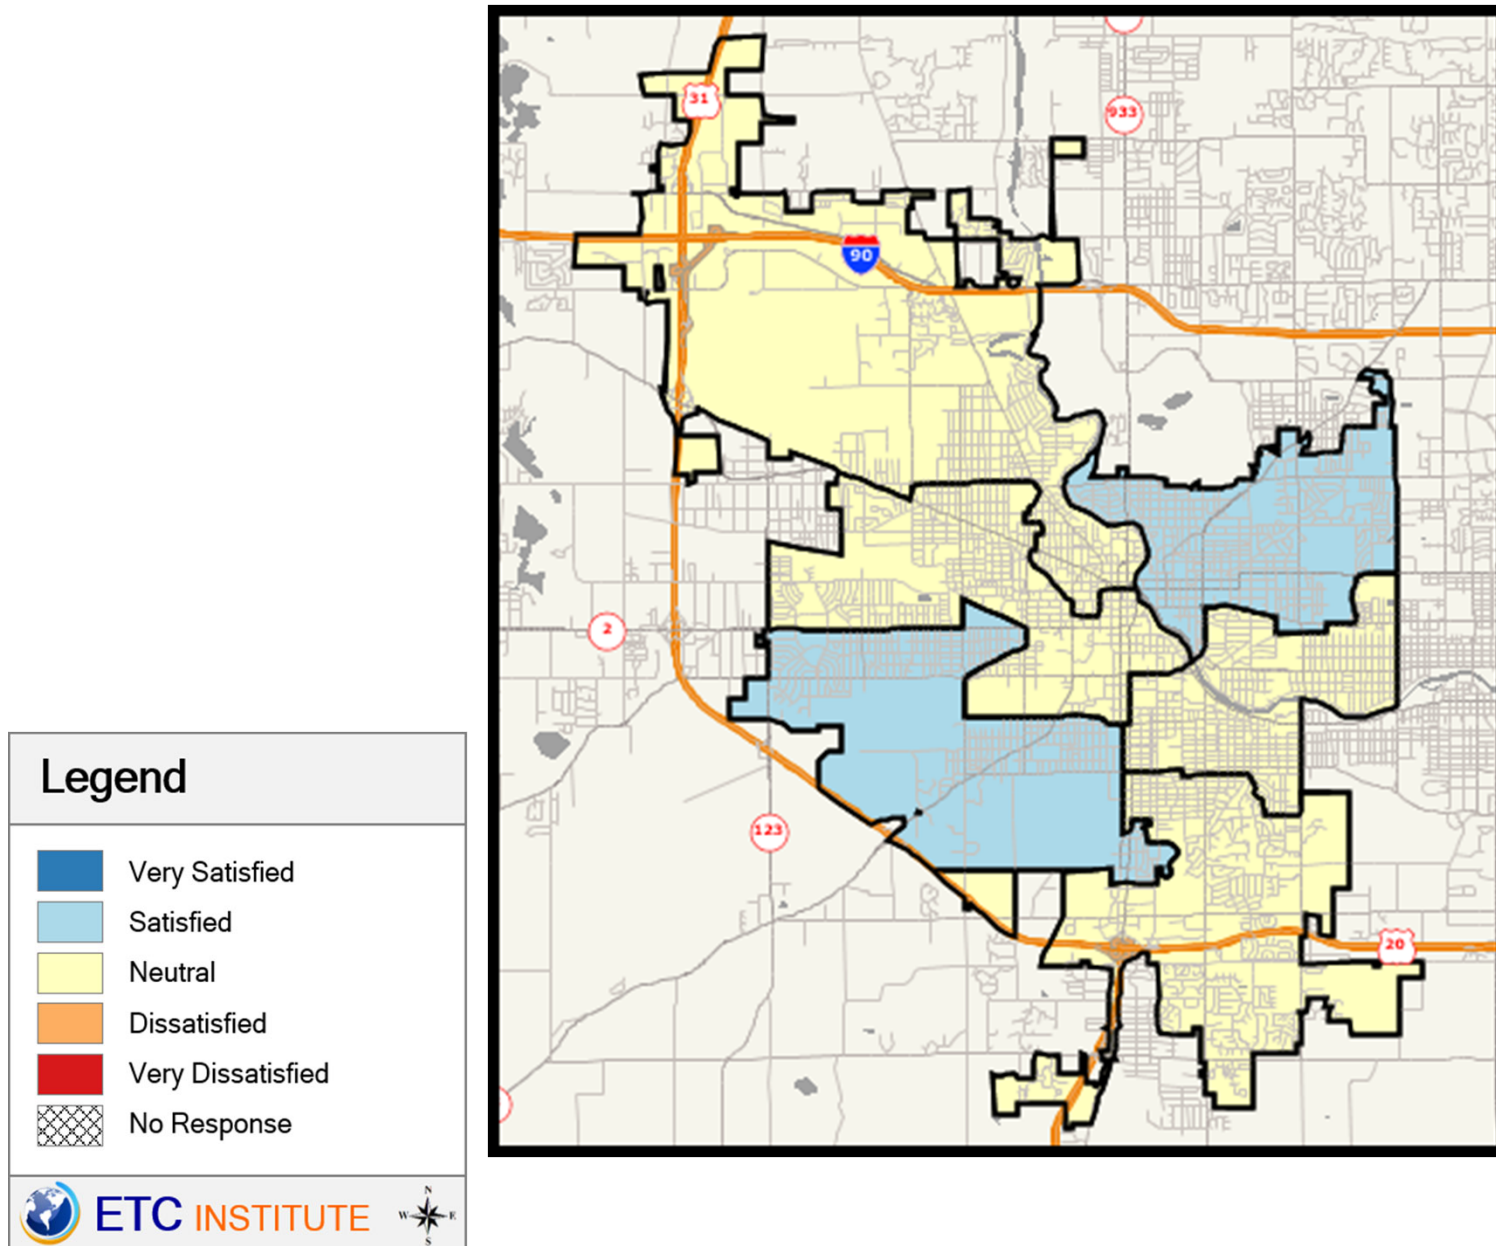 31
933
90
2
123
20
Legend
Very Satisfied
Satisfied
Neutral
Dissatisfied
Very Dissatisfied
No Response
ETC INSTITUTE
N
W E
S